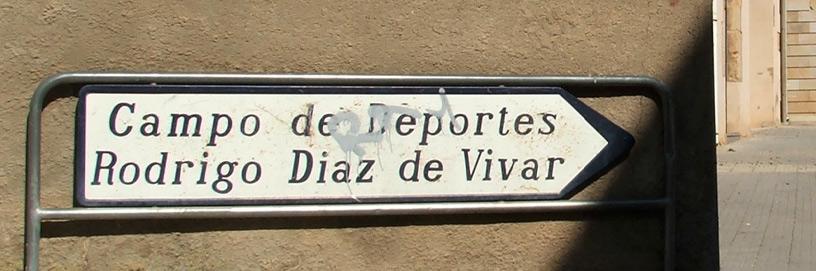 Campo de Deportes
Rodrigo Diaz de Vivar